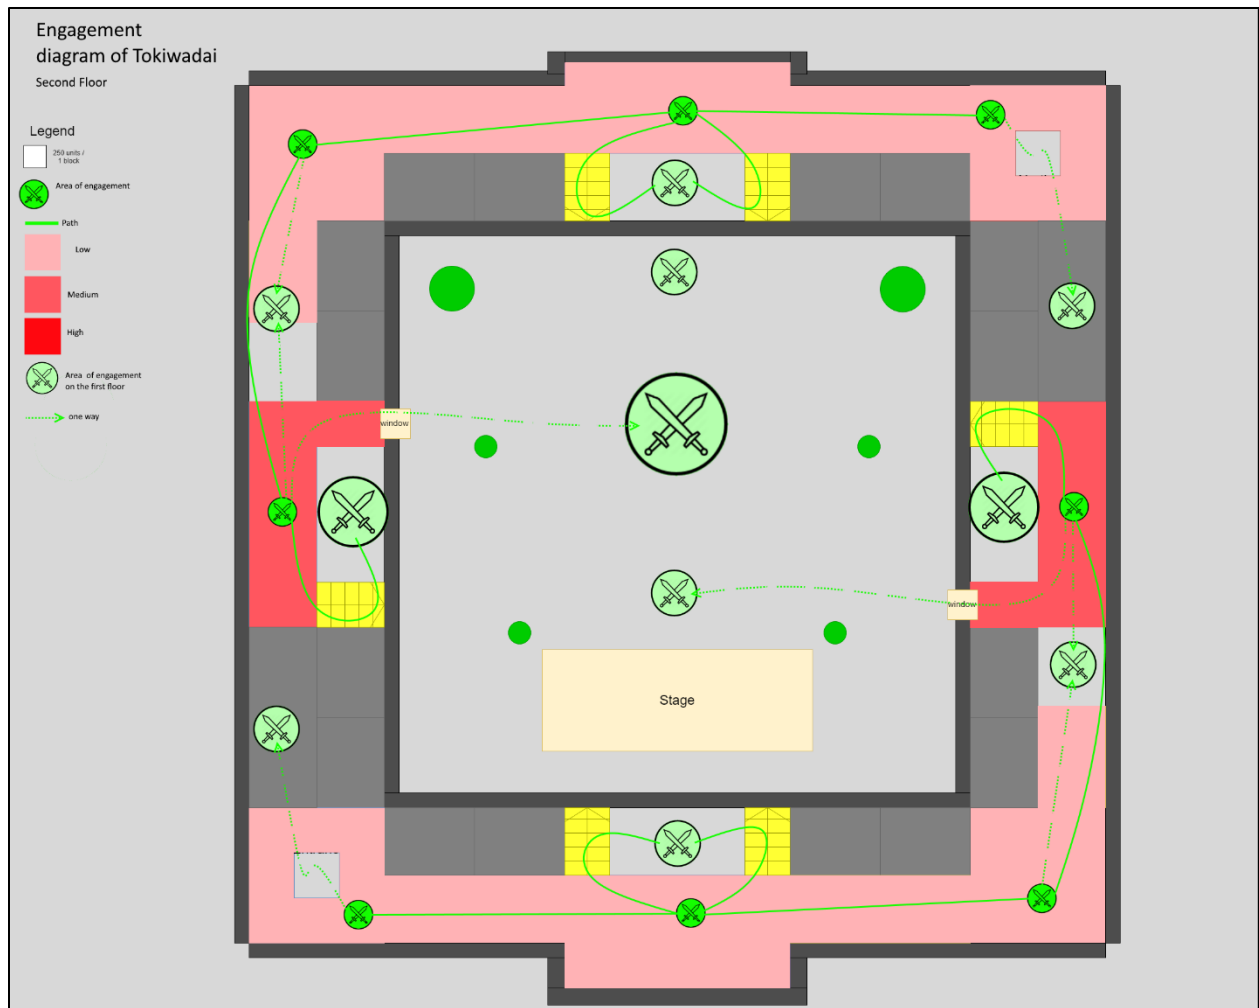 Engagement
diagram of Tokiwadai
Second Floor
Legend
250 units /
1 block
Area of engagement
Path
Low
Medium
High
Area of engagement
on the first floor
one way
window
window
Stage